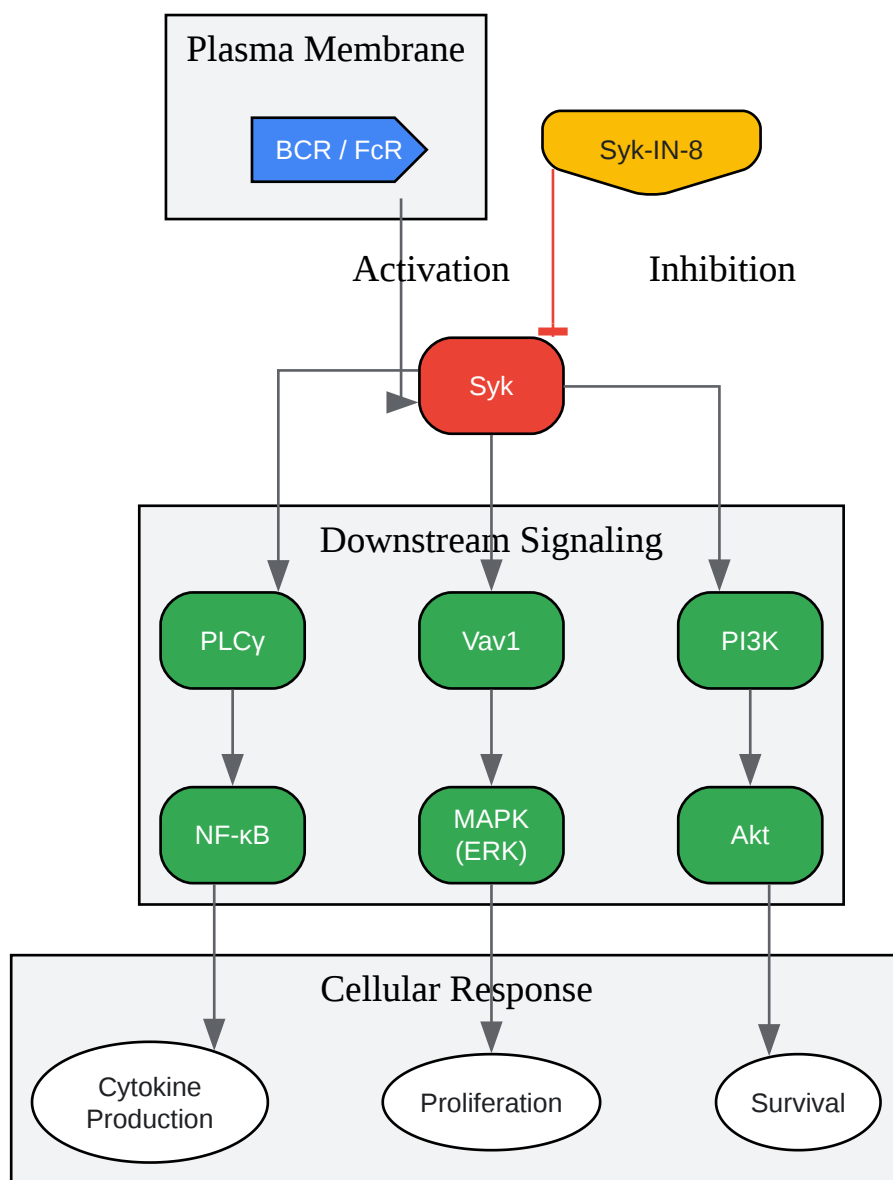 Plasma Membrane
BCR / FcR
Syk-IN-8
Activation
Inhibition
Syk
Downstream Signaling
PLCγ
Vav1
PI3K
NF-κB
MAPK
(ERK)
Akt
Cellular Response
Cytokine
Production
Proliferation
Survival